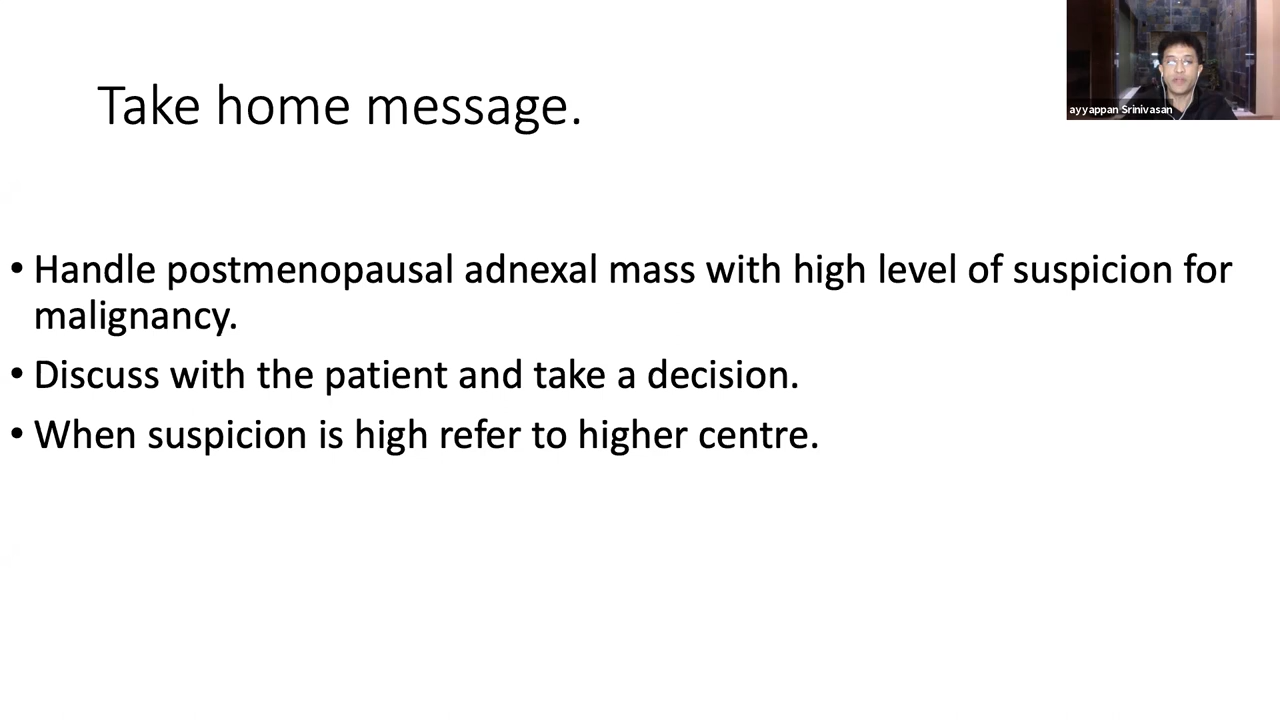 Take home message.
ayyappan Srinivasan
• Handle postmenopausal adnexal mass with high level of suspicion for
malignancy.
• Discuss with the patient and take a decision.
• When suspicion is high refer to higher centre.